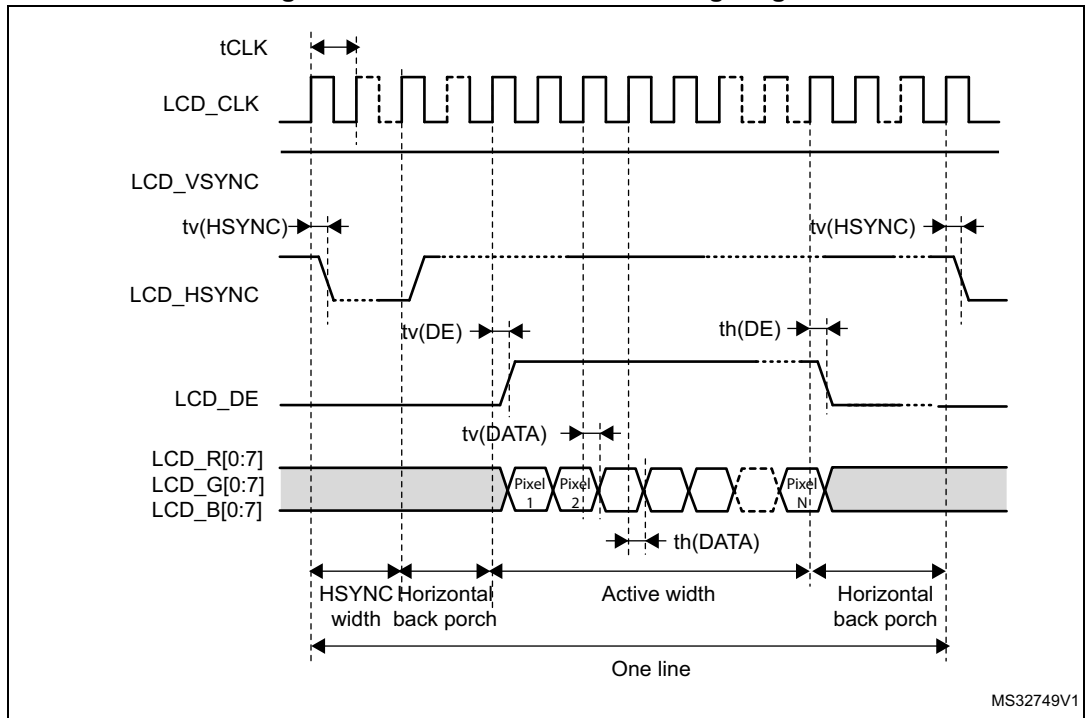 tCLK
LCD_CLK
LCD_VSYNC
tv(HSYNC)
tv(HSYNC)
LCD_HSYNC
tv(DE)
th(DE)
LCD_DE
tv(DATA)
LCD_R[0:7]
LCD_G[0:7]
LCD_B[0:7]
Pixel
1
Pixel
2
Pixel
N
th(DATA)
HSYNC
width
Horizontal
back porch
Active width
Horizontal
back porch
One line
MS32749V1